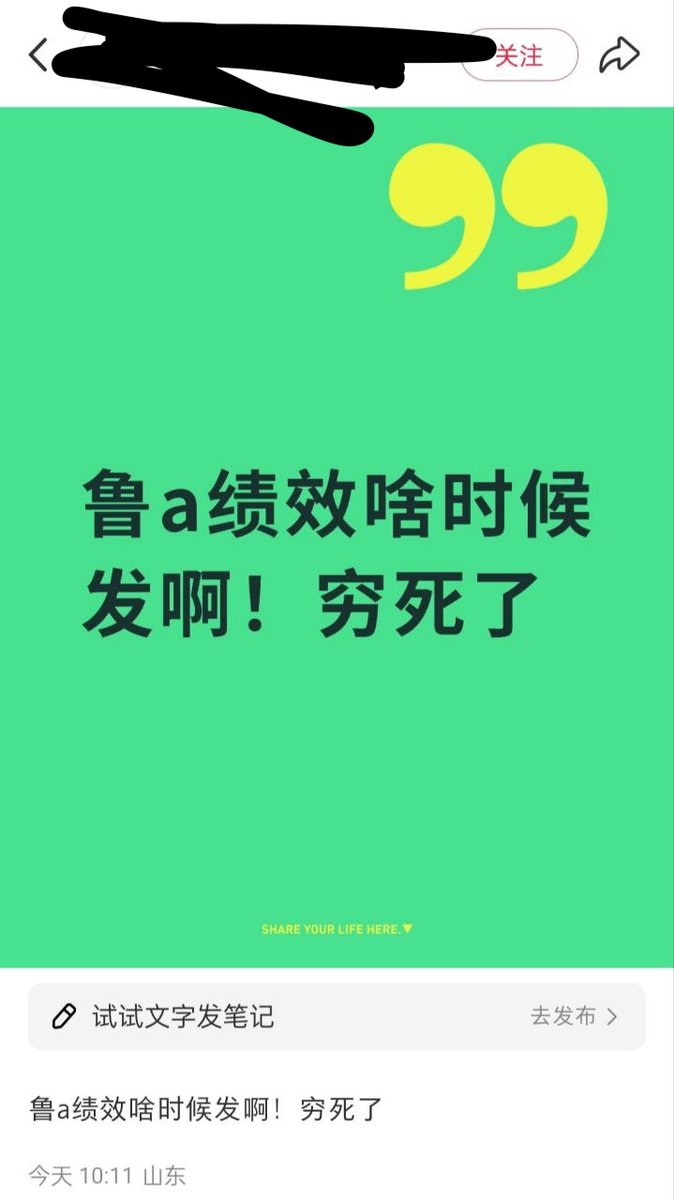 关注
鲁a绩效啥时候
发啊！穷死了
SHARE YOUR LIFE HERE.
试试文字发笔记
去发布
鲁a绩效啥时候发啊！穷死了
今天 10:11 山东